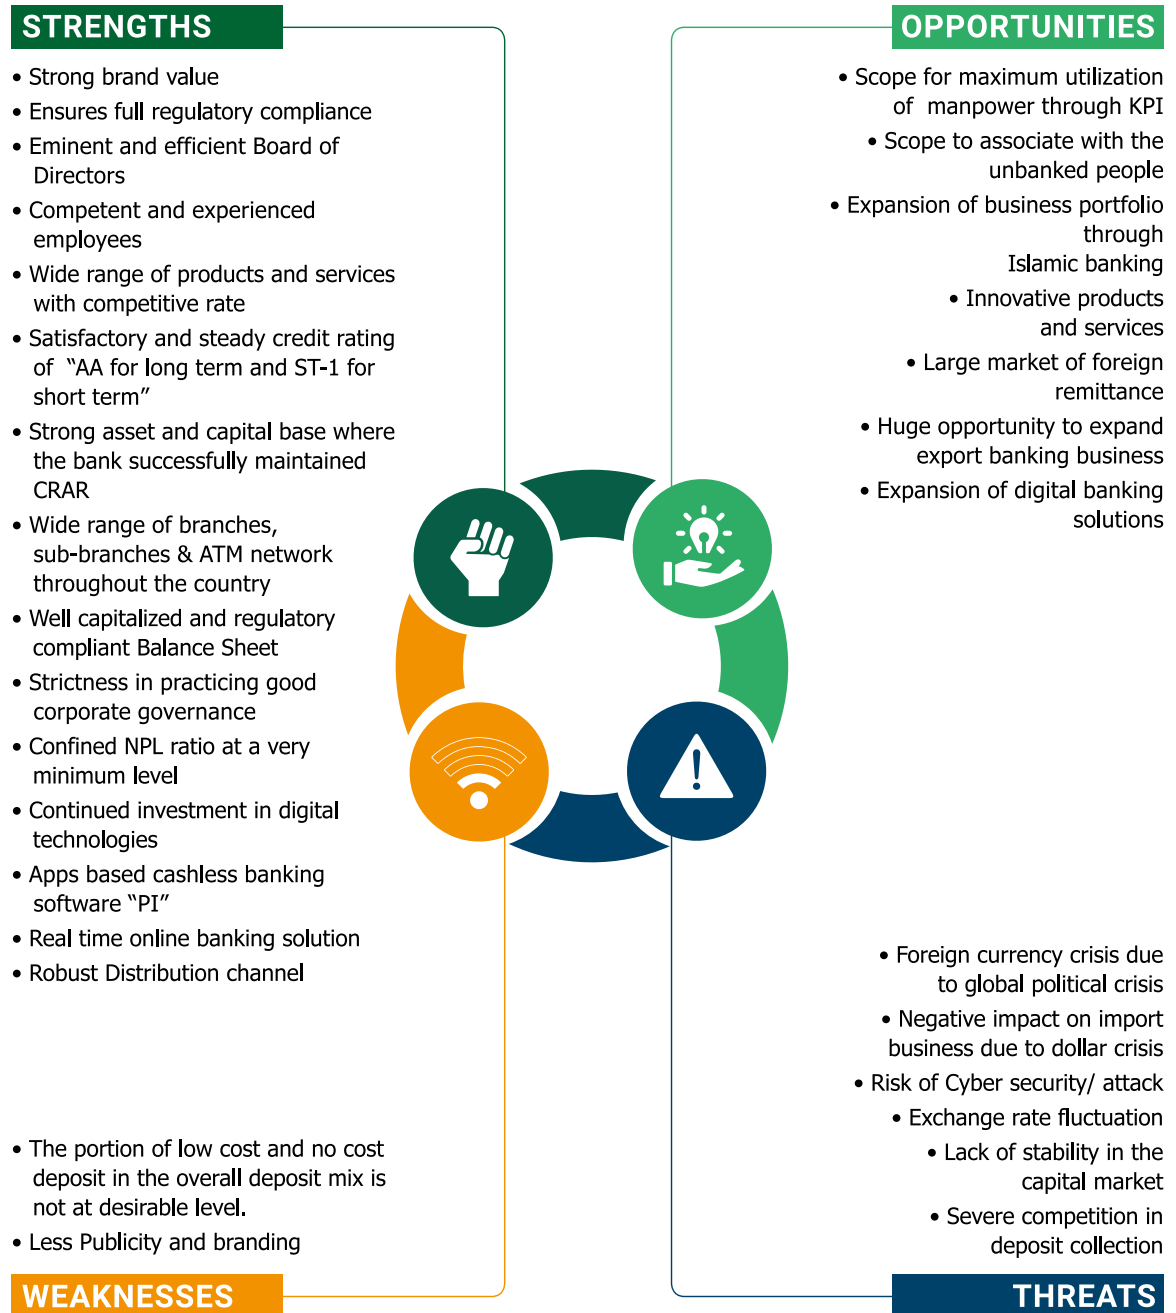 STRENGTHS
• Strong brand value
• Ensures full regulatory compliance
• Eminent and efficient Board of
Directors
• Competent and experienced
employees
• Wide range of products and services
with competitive rate
• Satisfactory and steady credit rating
of “AA for long term and ST-1 for
short term”
• Strong asset and capital base where
the bank successfully maintained
CRAR
• Wide range of branches,
sub-branches & ATM network
throughout the country
• Well capitalized and regulatory
compliant Balance Sheet
• Strictness in practicing good
corporate governance
• Confined NPL ratio at a very
minimum level
• Continued investment in digital
technologies
• Apps based cashless banking
software “PI”
• Real time online banking solution
• Robust Distribution channel
OPPORTUNITIES
• Scope for maximum utilization
of manpower through KPI
• Scope to associate with the
unbanked people
• Expansion of business portfolio
through
Islamic banking
• Innovative products
and services
• Large market of foreign
remittance
• Huge opportunity to expand
export banking business
• Expansion of digital banking
solutions
• The portion of low cost and no cost
deposit in the overall deposit mix is
not at desirable level.
• Less Publicity and branding
WEAKNESSES
• Foreign currency crisis due
to global political crisis
• Negative impact on import
business due to dollar crisis
• Risk of Cyber security/ attack
• Exchange rate fluctuation
• Lack of stability in the
capital market
• Severe competition in
deposit collection
THREATS